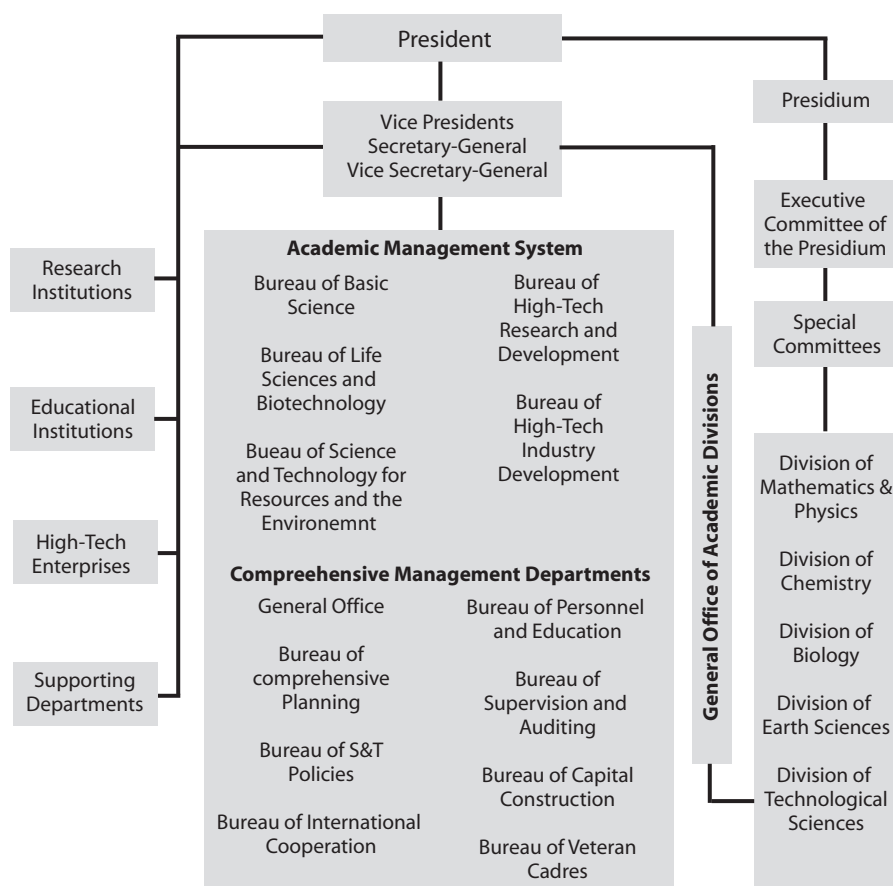 President
Vice Presidents
Secretary-General
Vice Secretary-General
Presidium
Executive
Committee of
the Presidium
Special
Committees
Research
Institutions
Educational
Institutions
High-Tech
Enterprises
Supporting
Departments
Academic Management System
Bureau of Basic
Science
Bureau of Life
Sciences and
Biotechnology
Bueau of Science
and Technology for
Resources and the
Environemnt
Bureau of
High-Tech
Research and
Development
Bureau of
High-Tech
Industry
Development
Compreehensive Management Departments
General Office
Bureau of
comprehensive
Planning
Bureau of S&T
Policies
Bureau of International
Cooperation
Bureau of Personnel
and Education
Bureau of
Supervision and
Auditing
Bureau of Capital
Construction
Bureau of Veteran
Cadres
General Office of Academic Divisions
Division of
Mathematics &
Physics
Division of
Chemistry
Division of
Biology
Division of
Earth Sciences
Division of
Technological
Sciences